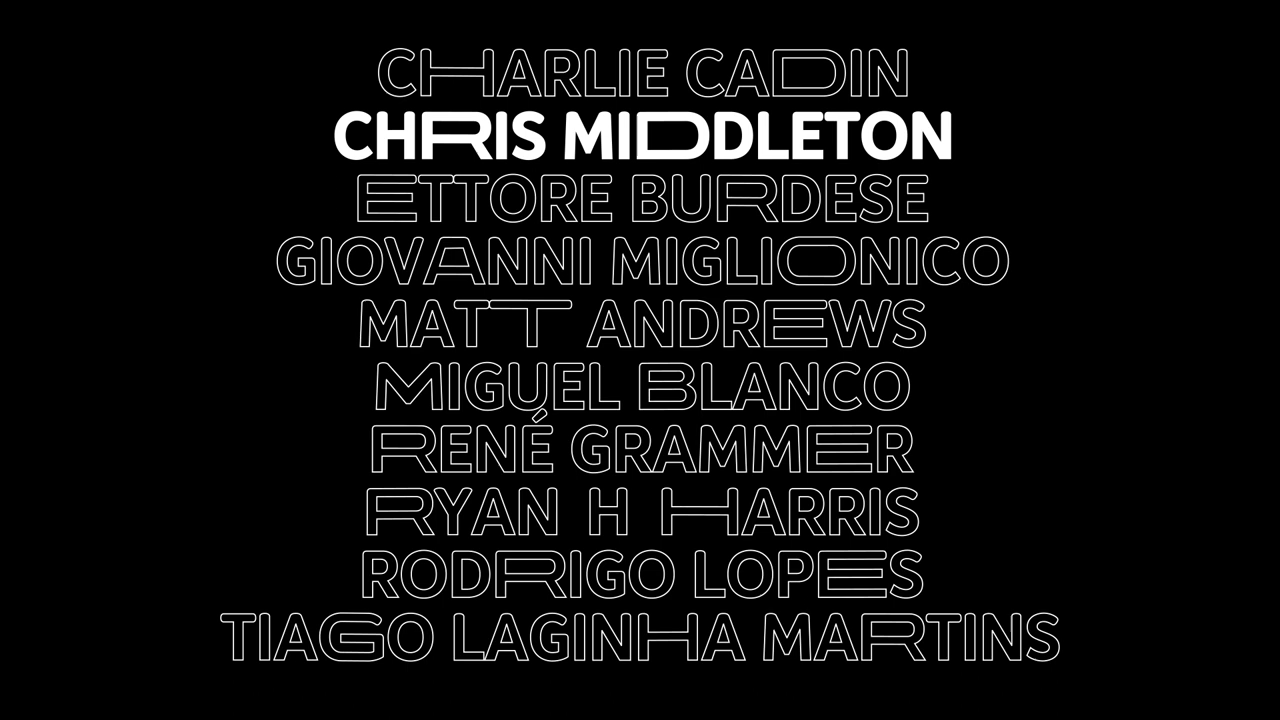 CHARLIE CADIN
CHRIS MIDDLETON
ETTORE BURDESE
GIOVANNI MIGLIONICO
MATT ANDREWS
MIGUEL BLANCO
RENÉ GRAMMER
RYAN H HARRIS
RODRIGO LOPES
TIAGO LAGINHA MARTINS